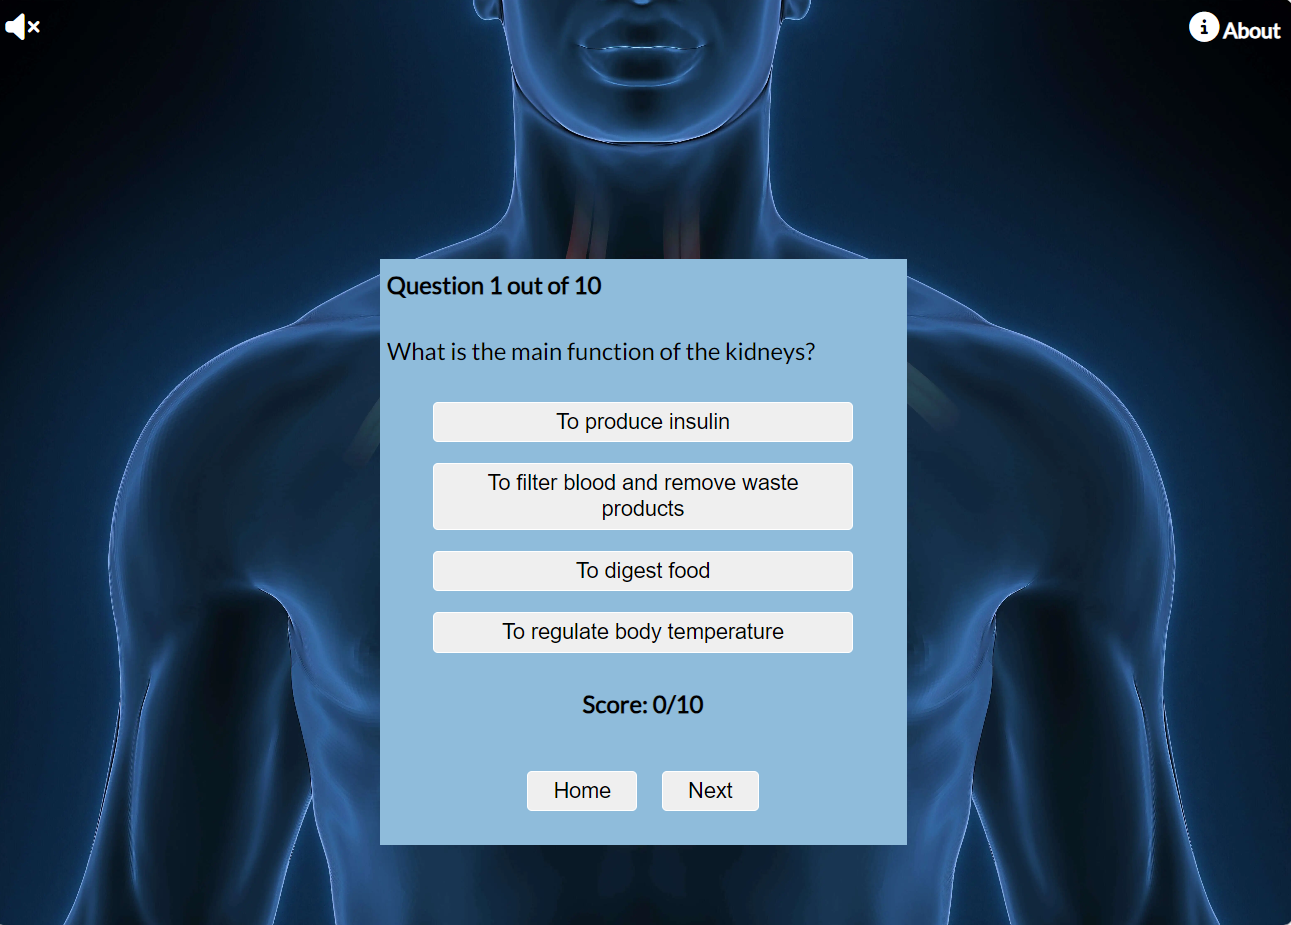 About
Question 1 out of 10
What is the main function of the kidneys?
To produce insulin
To filter blood and remove waste
products
To digest food
To regulate body temperature
Score: 0/10
Home
Next